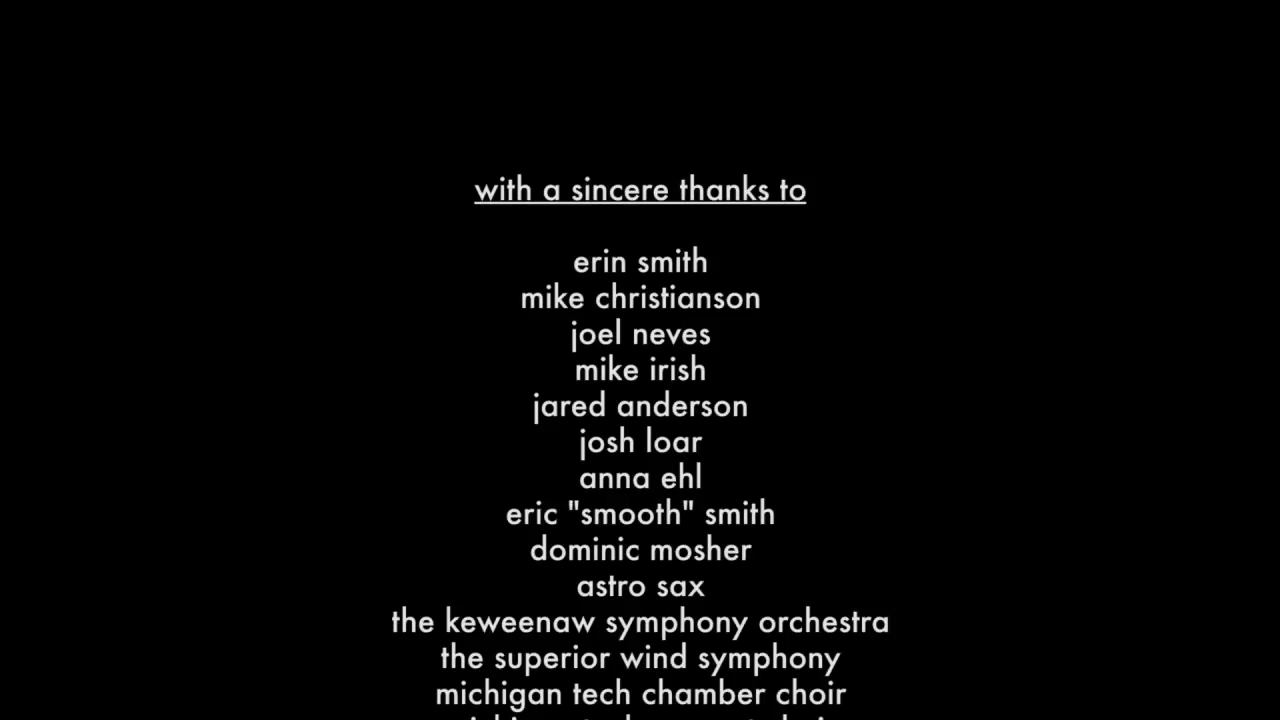 with a sincere thanks to
erin smith
mike christianson
joel neves
mike irish
jared anderson
josh loar
anna ehl
eric "smooth" smith
dominic mosher
astro sax
the keweenaw symphony orchestra
the superior wind symphony
michigan tech chamber choir